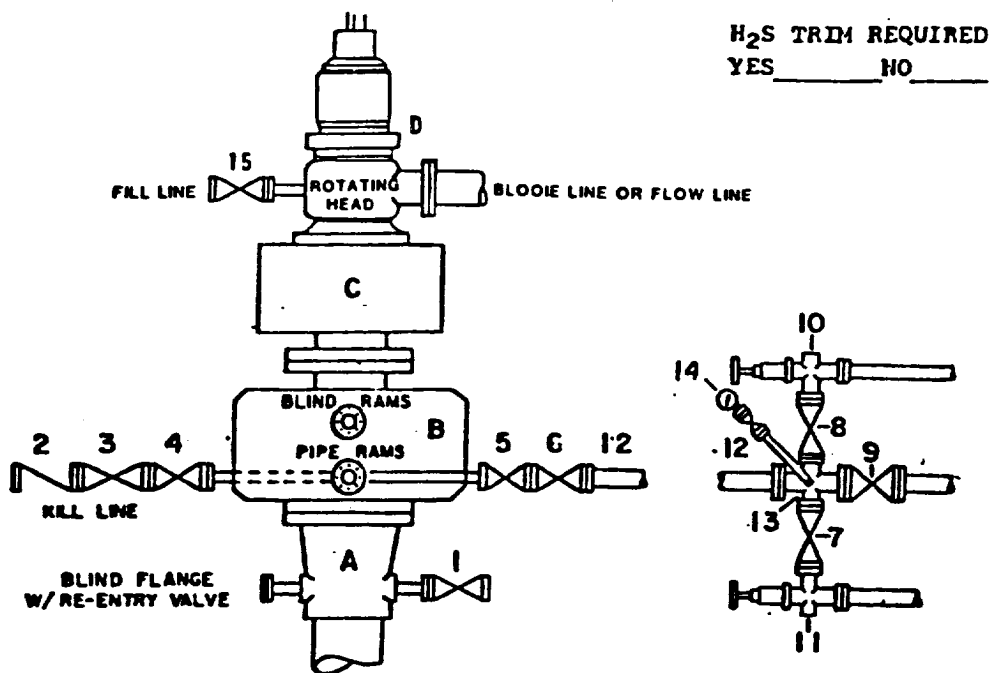 H₂S TRIM REQUIRED
YES______NO______
D
15
FILL LINE
ROTATING
HEAD
BLOOIE LINE OR FLOW LINE
C
10
14
BLIND RAMS
B
8
2 3 4
PIPE RAMS
5 6 12
12
9
KILL LINE
13
7
A
1
BLIND FLANGE
W/RE-ENTRY VALVE
11